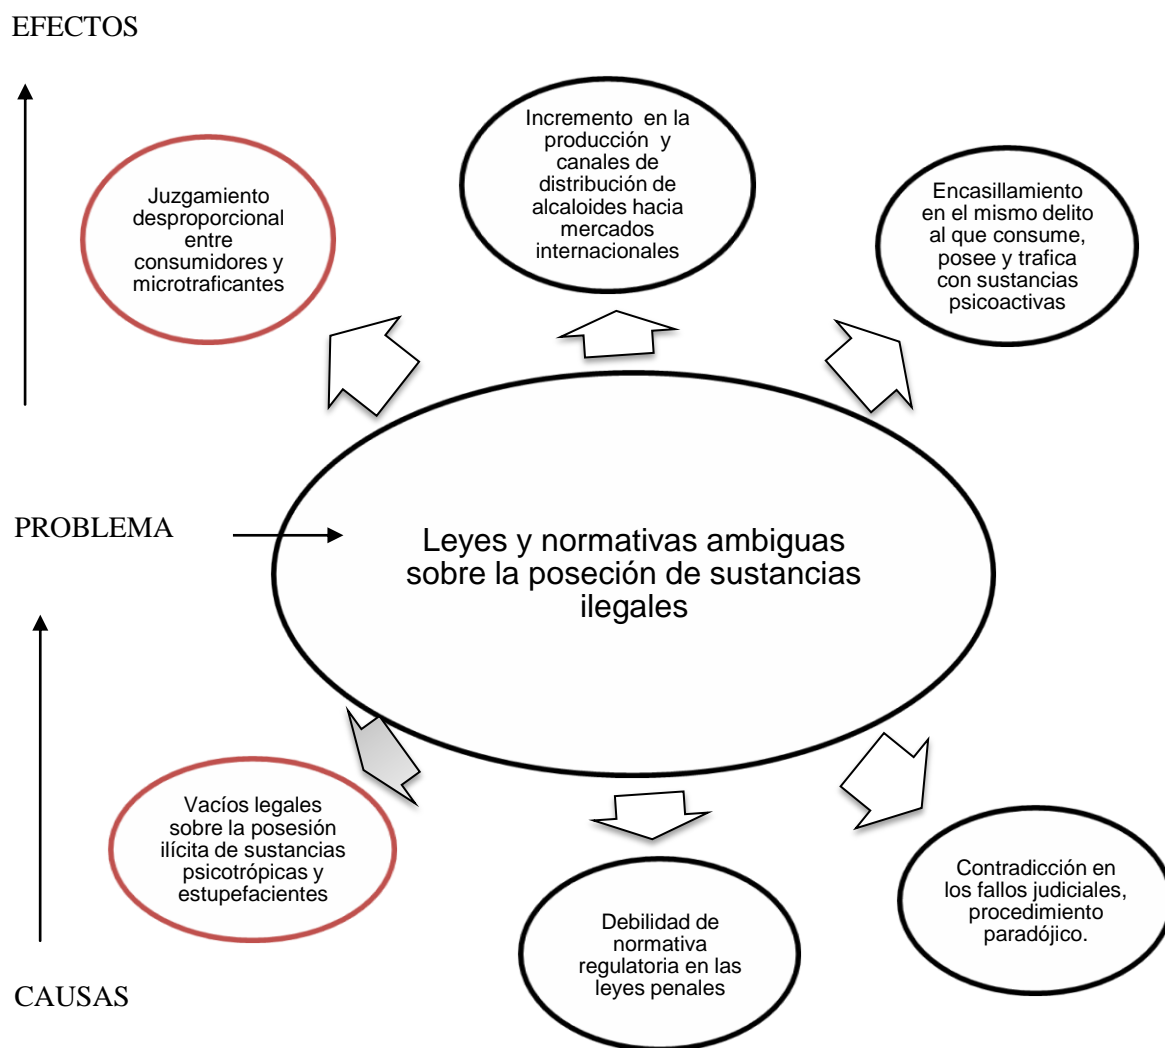 EFECTOS
Incremento en la
producción y
canales de
distribución de
alcaloides hacia
mercados
internacionales
Juzgamiento
desproporcional
entre
consumidores y
microtraficantes
Encasillamiento
en el mismo delito
al que consume,
posee y trafica
con sustancias
psicoactivas
PROBLEMA
Leyes y normativas ambiguas
sobre la poseción de sustancias
ilegales
Vacíos legales
sobre la posesión
ilícita de sustancias
psicotrópicas y
estupefacientes
Debilidad de
normativa
regulatoria en las
leyes penales
Contradicción en
los fallos judiciales,
procedimiento
paradójico.
CAUSAS